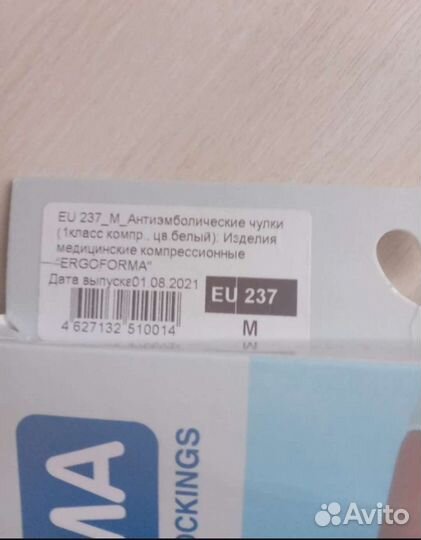 EU 237_M_Антиэмболические чулки
(1класс компр., цв.белый): Изделия
медицинские компрессионные
"ERGOFORMA"
Дата выпуска01.08.2021
EU 237
M
4 627132 510014
MA
OCKINGS
Avito